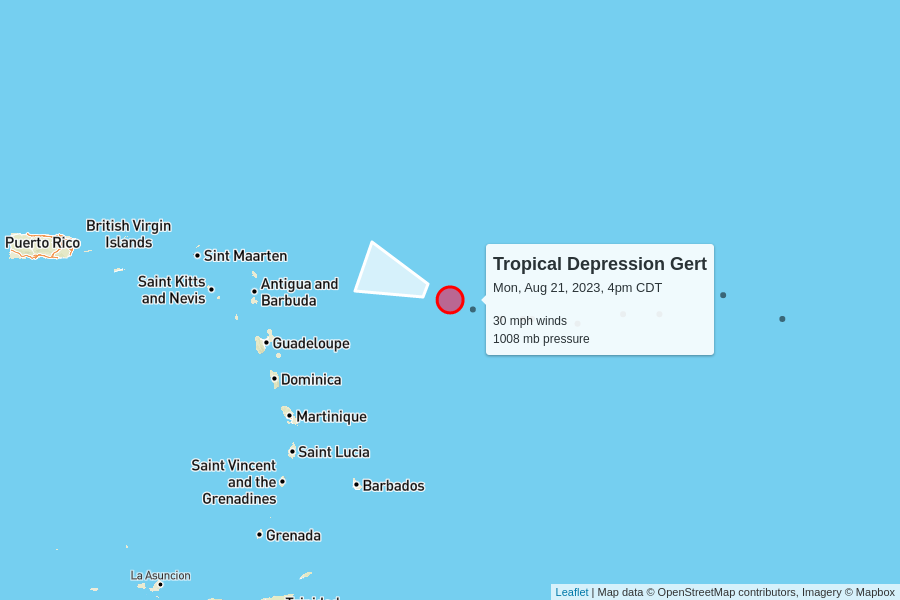 British Virgin
Islands
Puerto Rico
Sint Maarten
Saint Kitts
and Nevis
Antigua and
Barbuda
Guadeloupe
Dominica
Martinique
Saint Lucia
Saint Vincent
and the
Grenadines
Barbados
Grenada
La Asuncion
Tropical Depression Gert
Mon, Aug 21, 2023, 4pm CDT
30 mph winds
1008 mb pressure
Leaflet | Map data © OpenStreetMap contributors, Imagery © Mapbox